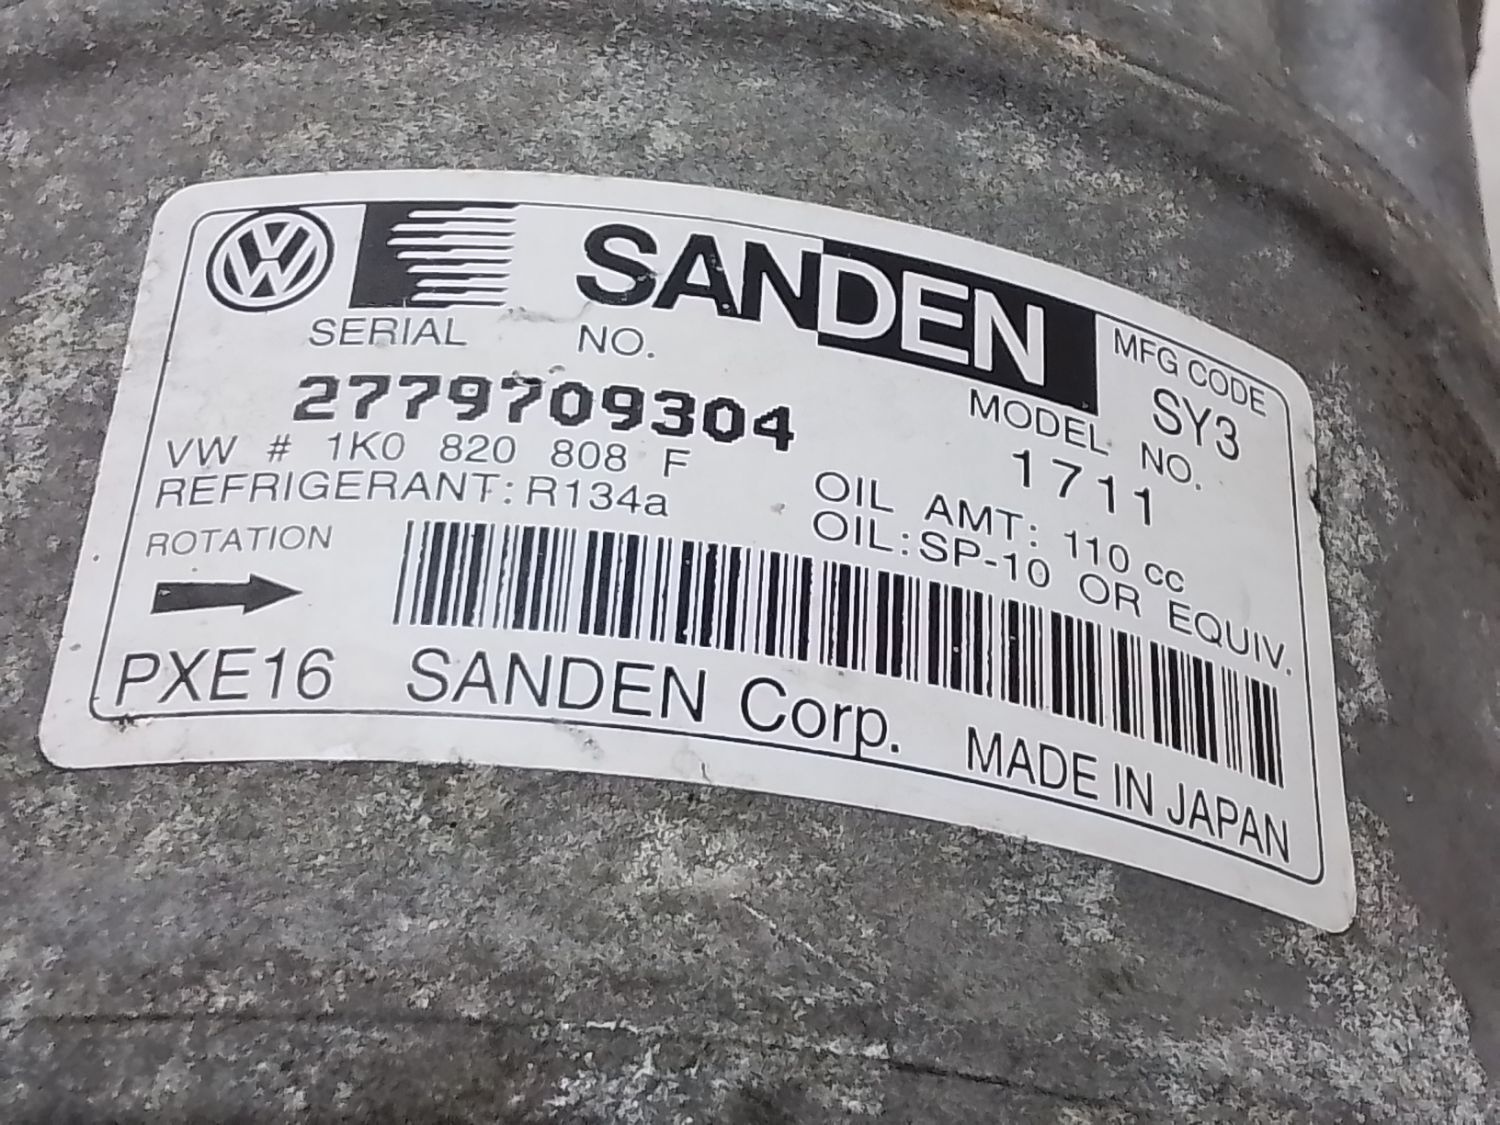 SANDEN
MFG CODE
SY3
SERIAL NO.
2779709304
MODEL NO.
1711
VW # 1K0 820 808 F
REFRIGERANT: R134a
OIL AMT: 110 cc
OIL: SP-10 OR EQUIV.
ROTATION
PXE16
SANDEN Corp.
MADE IN JAPAN